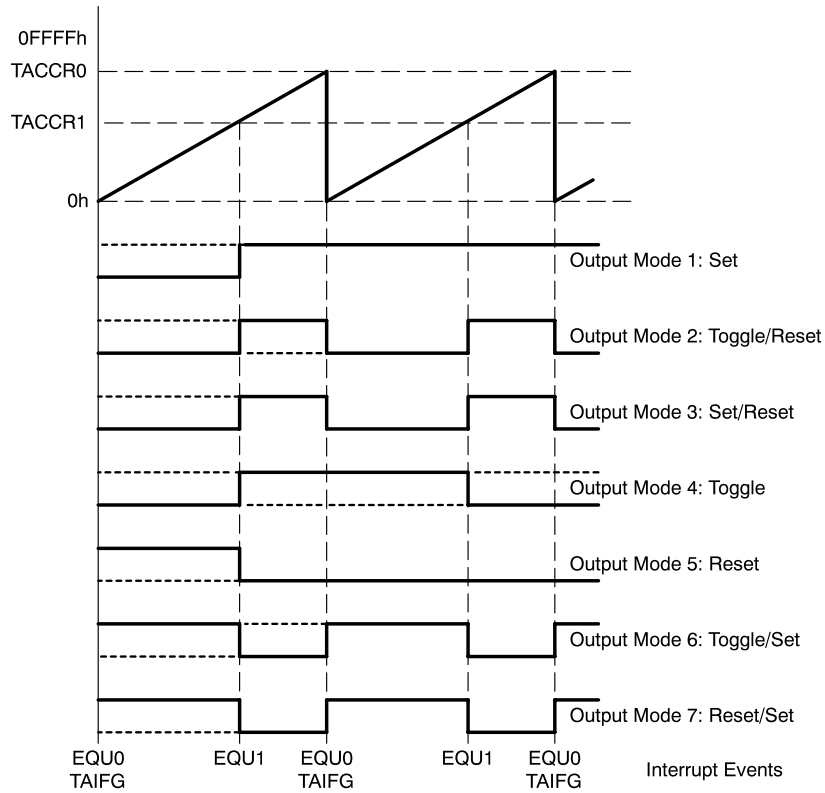 0FFFFh
TACCR0
TACCR1
0h
Output Mode 1: Set
Output Mode 2: Toggle/Reset
Output Mode 3: Set/Reset
Output Mode 4: Toggle
Output Mode 5: Reset
Output Mode 6: Toggle/Set
Output Mode 7: Reset/Set
EQU0 EQU1 EQU0 EQU1 EQU0
TAIFG TAIFG TAIFG
Interrupt Events